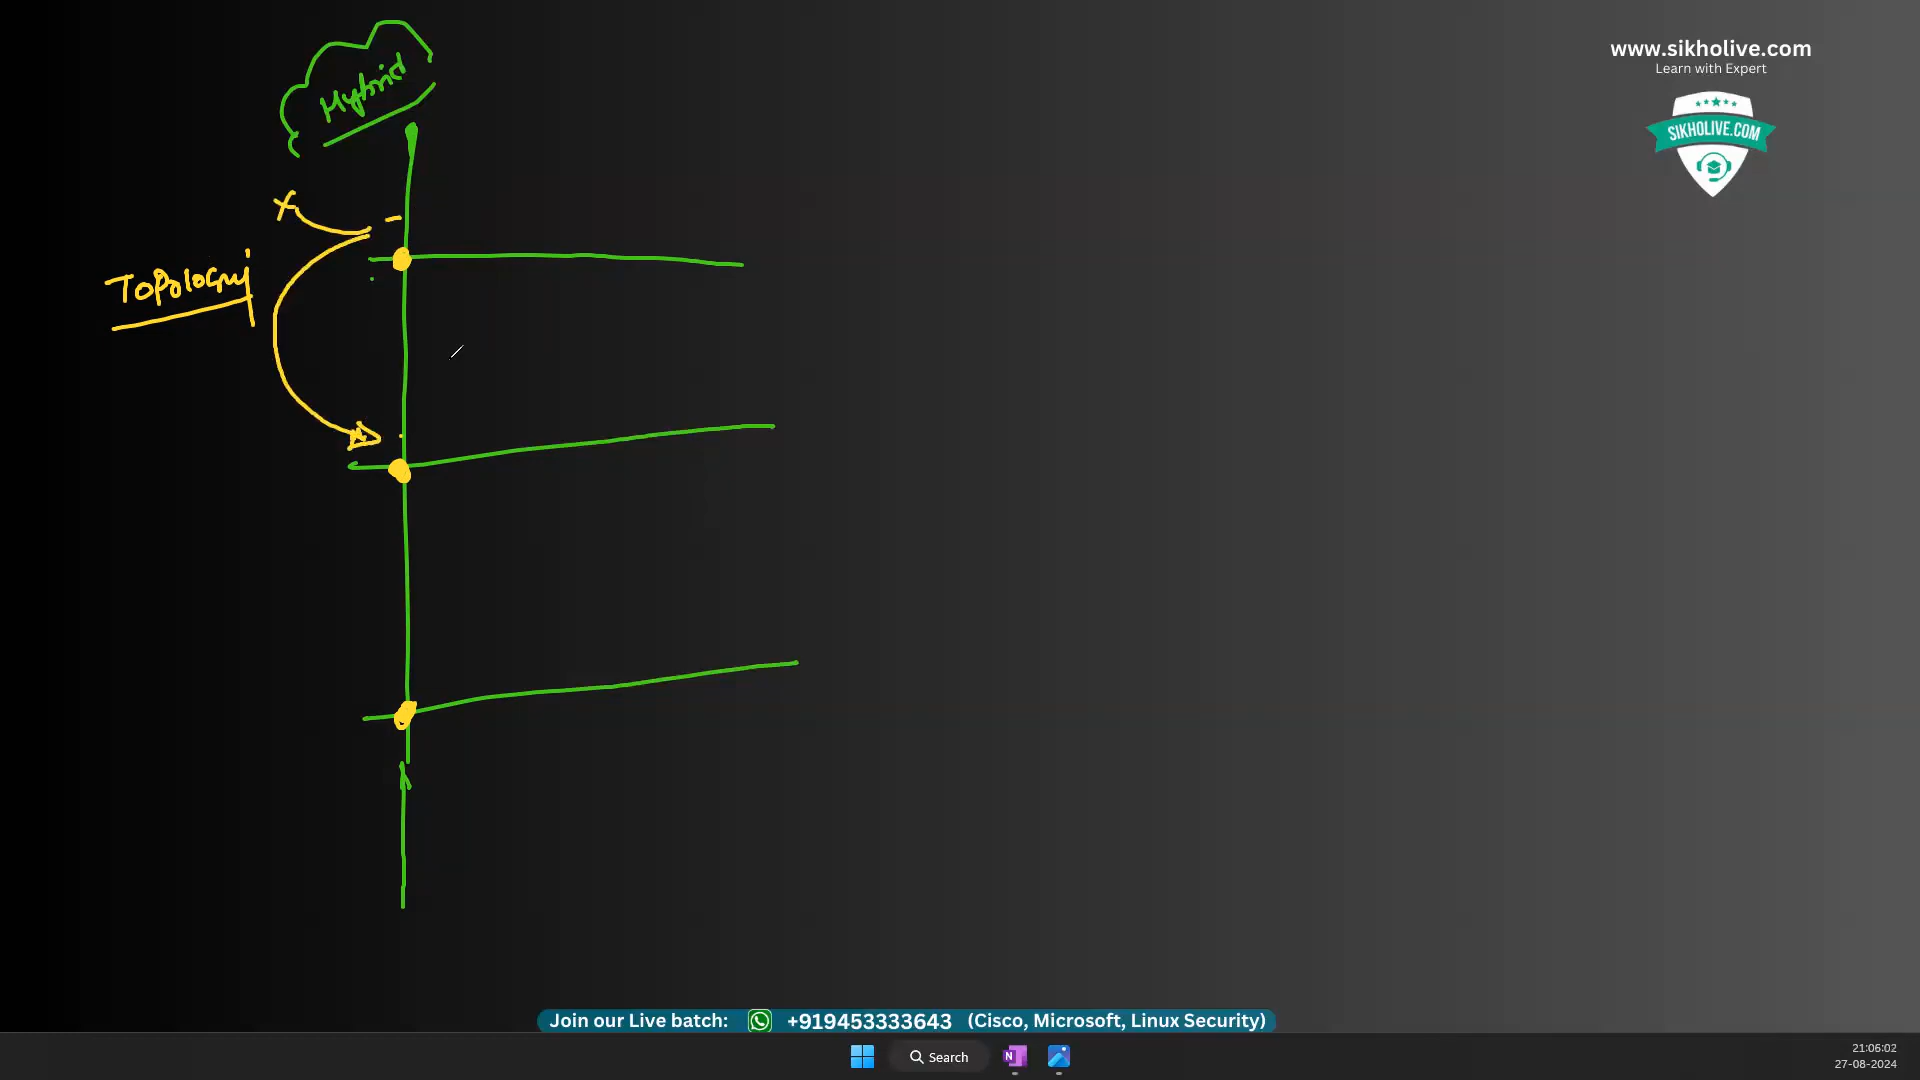 www.sikholive.com
Learn with Expert
SIKHOLIVE.COM
Hybrid
Topology
Join our Live batch: +919453333643 (Cisco, Microsoft, Linux Security)
Search
21:06:02
27-08-2024